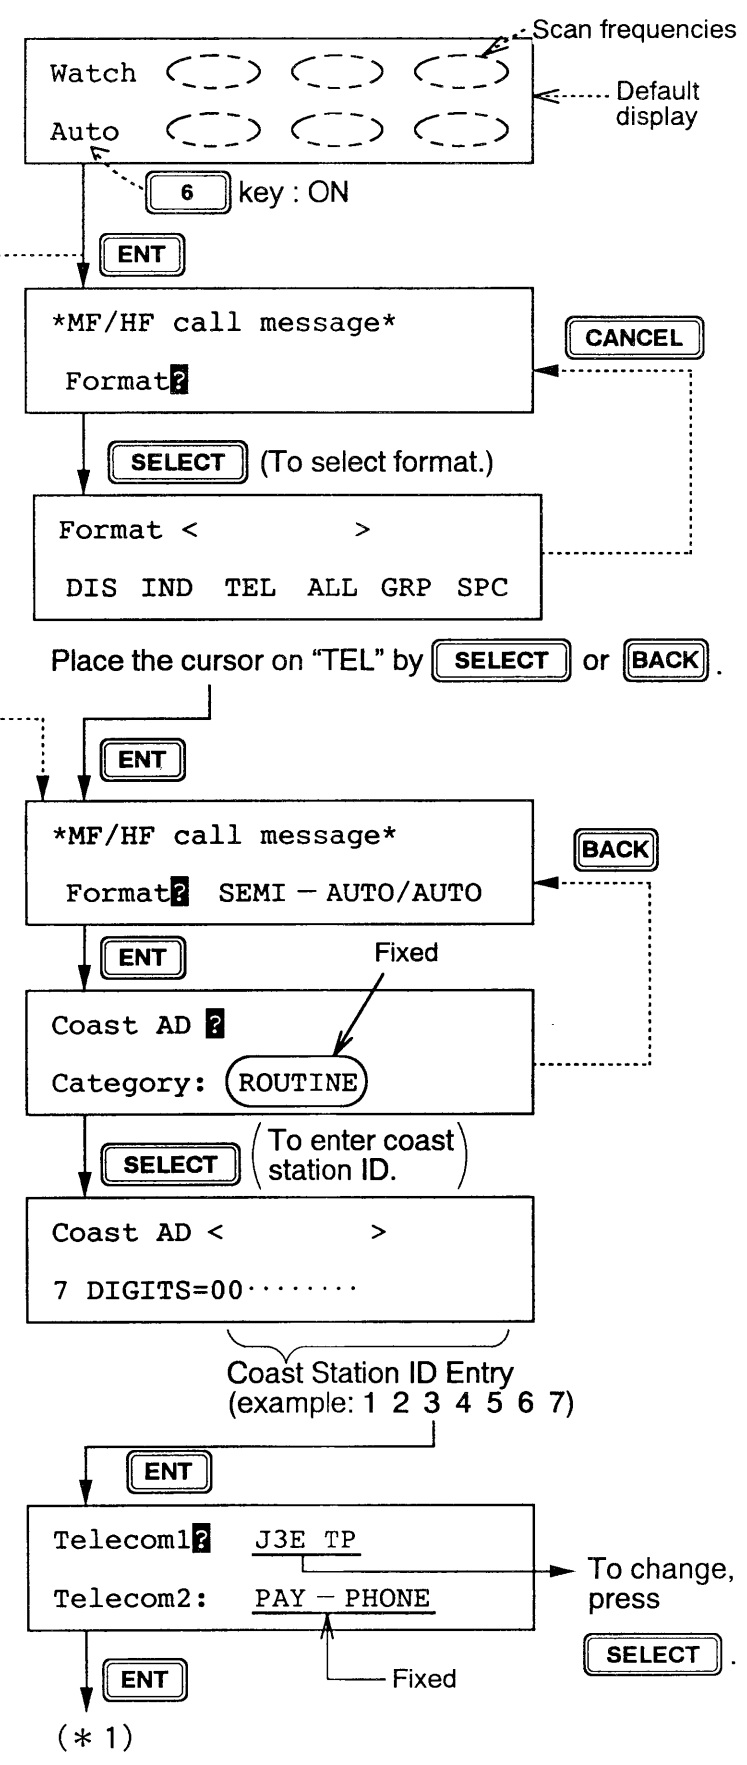 Scan frequencies
Watch
Default
display
Auto
6 key : ON
ENT
*MF/HF call message*
CANCEL
Format?
SELECT (To select format.)
Format < >
DIS IND TEL ALL GRP SPC
Place the cursor on “TEL” by SELECT or BACK.
ENT
*MF/HF call message*
BACK
Format? SEMI – AUTO/AUTO
ENT
Fixed
Coast AD ?
Category: ROUTINE
SELECT
(To enter coast
station ID.)
Coast AD < >
7 DIGITS=00········
Coast Station ID Entry
(example: 1 2 3 4 5 6 7)
ENT
Telecom1? J3E TP
To change,
press
SELECT.
Telecom2: PAY – PHONE
ENT
Fixed
(* 1)